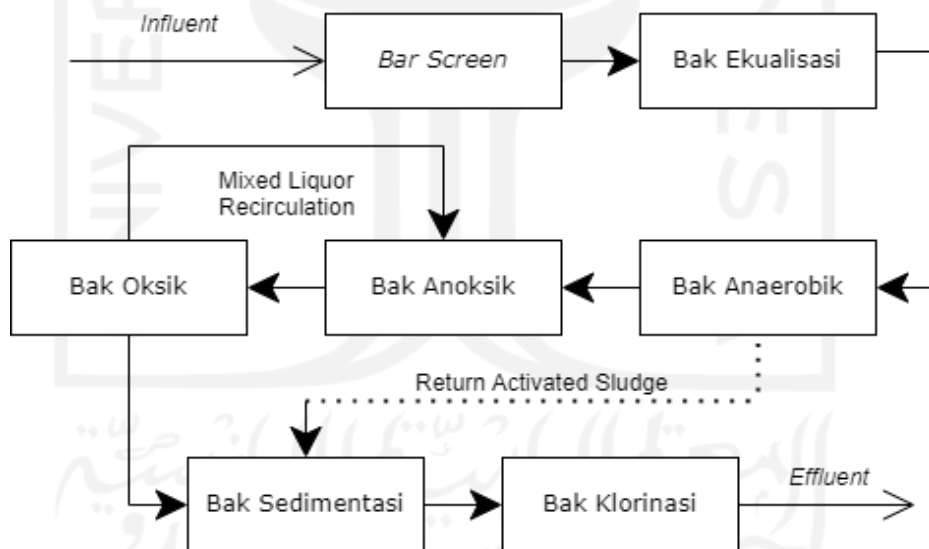 Influent
Bar Screen
Bak Ekualisasi
Mixed Liquor
Recirculation
Bak Oksik
Bak Anoksik
Bak Anaerobik
Return Activated Sludge
Bak Sedimentasi
Bak Klorinasi
Effluent